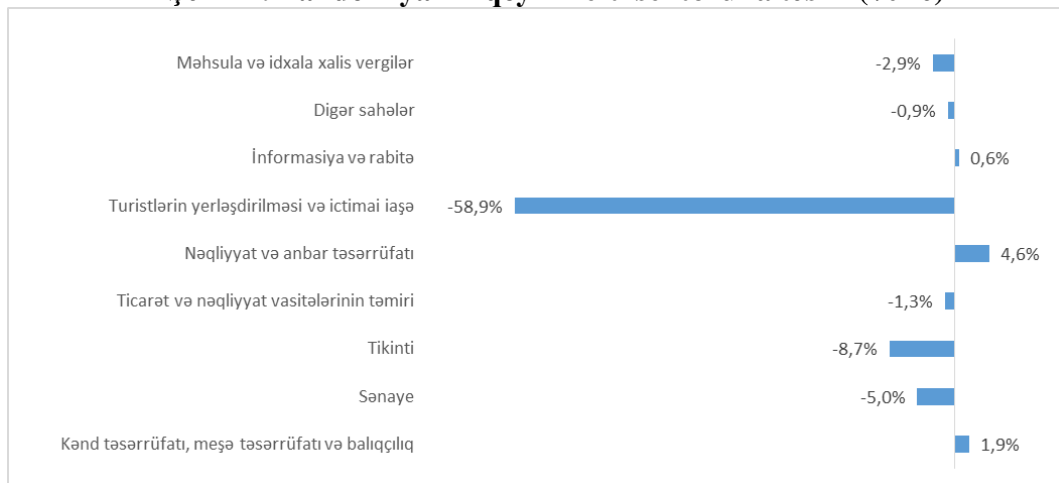 Məhsula və idxala xalis vergilər
-2,9%
Digər sahələr
-0,9%
İnformasiya və rabitə
0,6%
Turistlərin yerləşdirilməsi və ictimai iaşə
-58,9%
Nəqliyyat və anbar təsərrüfatı
4,6%
Ticarət və nəqliyyat vasitələrinin təmiri
-1,3%
Tikinti
-8,7%
Sənaye
-5,0%
Kənd təsərrüfatı, meşə təsərrüfatı və balıqçılıq
1,9%